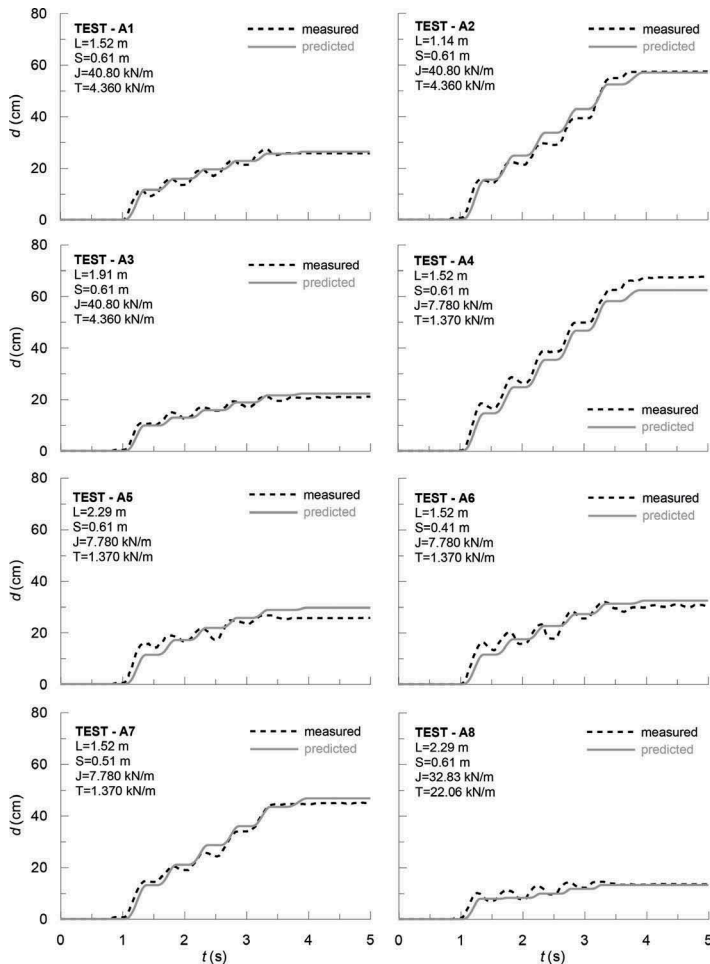 80
60
40
20
0
d (cm)
TEST - A1
L=1.52 m
S=0.61 m
J=40.80 kN/m
T=4.360 kN/m
measured
predicted
TEST - A2
L=1.14 m
S=0.61 m
J=40.80 kN/m
T=4.360 kN/m
measured
predicted
80
60
40
20
0
d (cm)
TEST - A3
L=1.91 m
S=0.61 m
J=40.80 kN/m
T=4.360 kN/m
measured
predicted
TEST - A4
L=1.52 m
S=0.61 m
J=7.780 kN/m
T=1.370 kN/m
measured
predicted
80
60
40
20
0
d (cm)
TEST - A5
L=2.29 m
S=0.61 m
J=7.780 kN/m
T=1.370 kN/m
measured
predicted
TEST - A6
L=1.52 m
S=0.41 m
J=7.780 kN/m
T=1.370 kN/m
measured
predicted
80
60
40
20
0
d (cm)
TEST - A7
L=1.52 m
S=0.51 m
J=7.780 kN/m
T=1.370 kN/m
measured
predicted
TEST - A8
L=2.29 m
S=0.61 m
J=32.83 kN/m
T=22.06 kN/m
measured
predicted
0 1 2 3 4 5
t (s)
0 1 2 3 4 5
t (s)